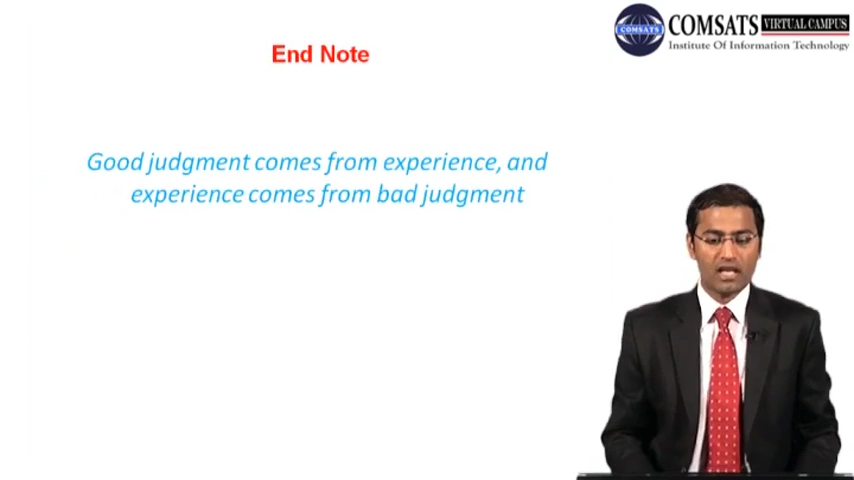 COMSATS
COMSATS VIRTUAL CAMPUS
Institute Of Information Technology
End Note
Good judgment comes from experience, and
experience comes from bad judgment